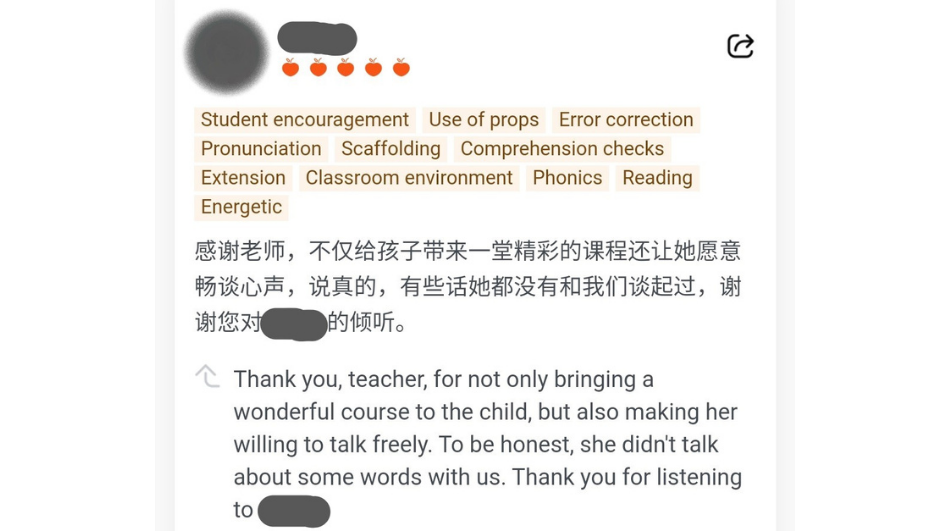 Student encouragement Use of props Error correction
Pronunciation Scaffolding Comprehension checks
Extension Classroom environment Phonics Reading
Energetic
感谢老师，不仅给孩子带来一堂精彩的课程还让她愿意
畅谈心声，说真的，有些话她都没有和我们谈起过，谢
谢您对的倾听。
Thank you, teacher, for not only bringing a
wonderful course to the child, but also making her
willing to talk freely. To be honest, she didn't talk
about some words with us. Thank you for listening
to